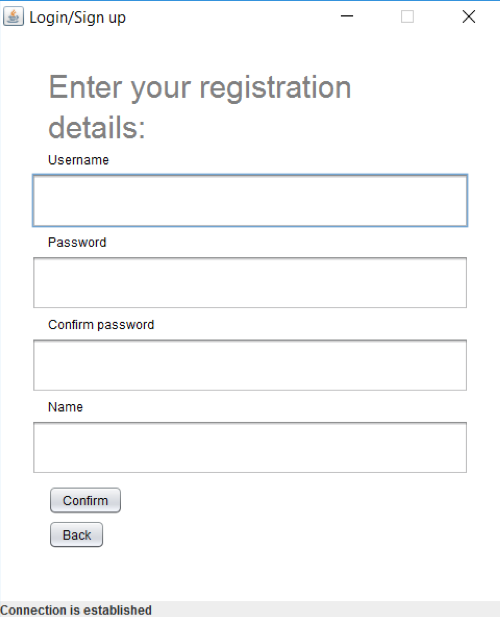 Login/Sign up
Enter your registration
details:
Username
Password
Confirm password
Name
Confirm
Back
Connection is established